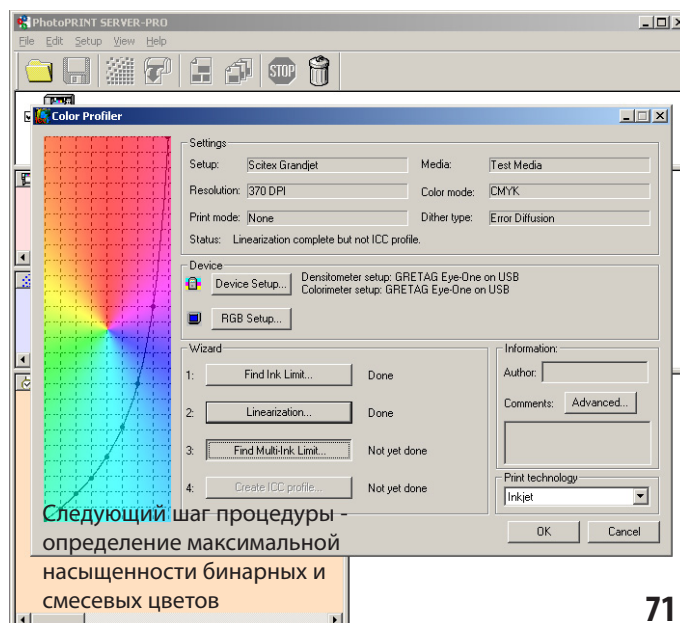 PhotoPRINT SERVER-PRO
File Edit Setup View Help
STOP
Color Profiler
Settings
Setup: Scitex Grandjet Media: Test Media
Resolution: 370 DPI Color mode: CMYK
Print mode: None Dither type: Error Diffusion
Status: Linearization complete but not ICC profile.
Device
Device Setup... Densitometer setup: GRETAG Eye-One on USB
Colorimeter setup: GRETAG Eye-One on USB
RGB Setup...
Wizard
Information:
1: Find Ink Limit... Done
Author:
2: Linearization... Done
Comments: Advanced...
3: Find Multi-Ink Limit... Not yet done
4: Create ICC profile... Not yet done
Print technology
Inkjet
OK Cancel
Следующий шаг процедуры -
определение максимальной
насыщенности бинарных и
смесевых цветов
71